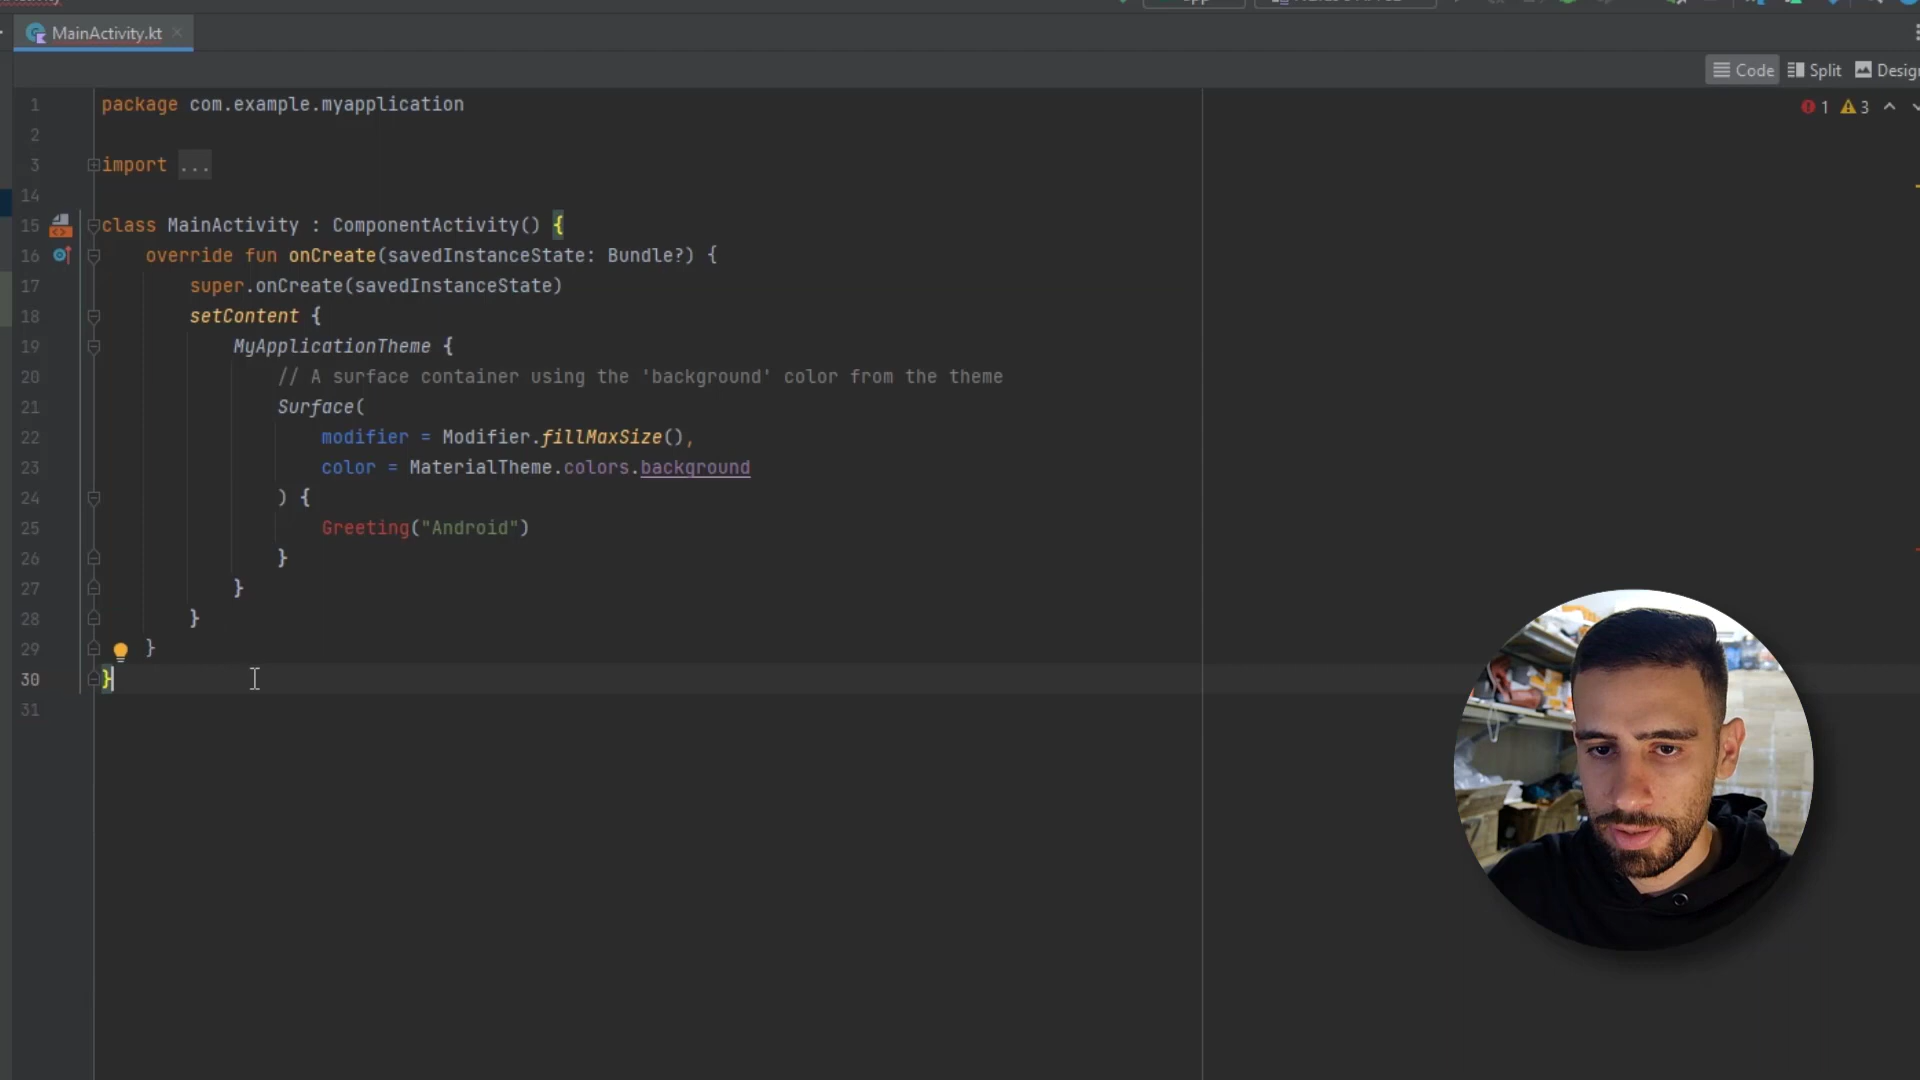 MainActivity.kt
Code Split Design
1 package com.example.myapplication
1 3
2
3 import ...
14
15 class MainActivity : ComponentActivity() {
16 override fun onCreate(savedInstanceState: Bundle?) {
17 super.onCreate(savedInstanceState)
18 setContent {
19 MyApplicationTheme {
20 // A surface container using the 'background' color from the theme
21 Surface(
22 modifier = Modifier.fillMaxSize(),
23 color = MaterialTheme.colors.background
24 ) {
25 Greeting("Android")
26 }
27 }
28 }
29 }
30 }
31